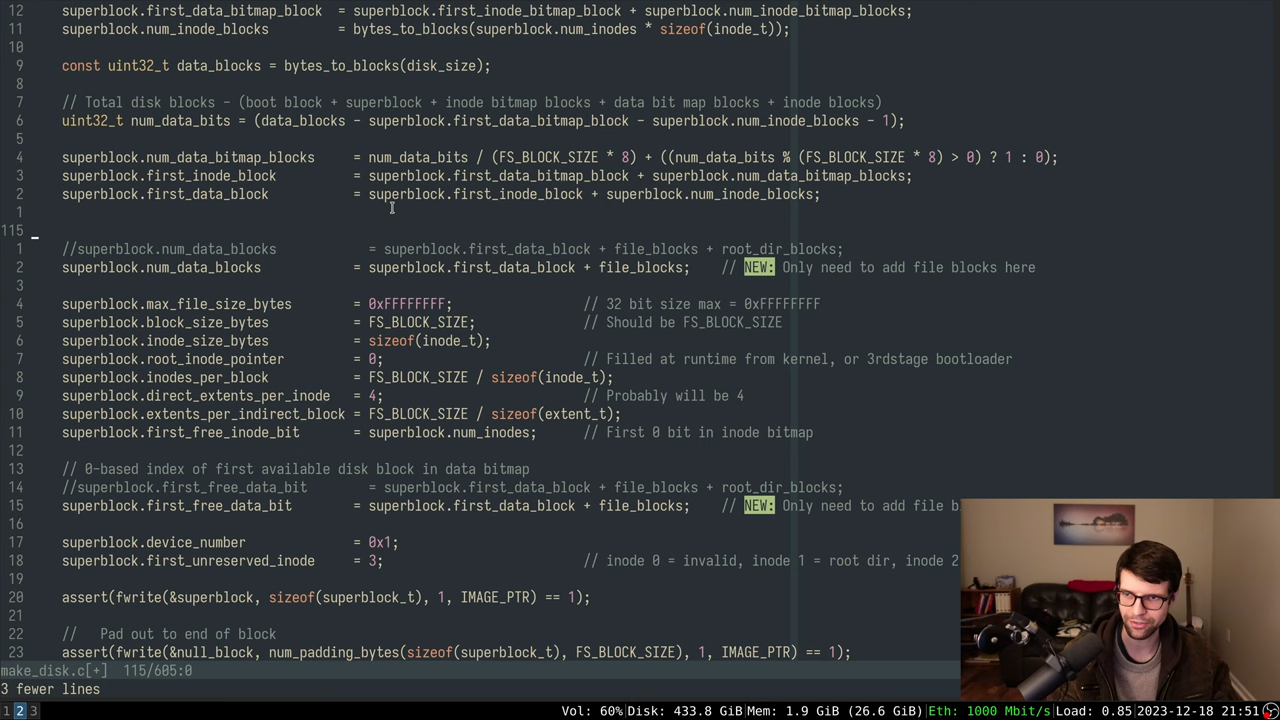 12 superblock.first_data_bitmap_block = superblock.first_inode_bitmap_block + superblock.num_inode_bitmap_blocks;
11 superblock.num_inode_blocks = bytes_to_blocks(superblock.num_inodes * sizeof(inode_t));
10
9 const uint32_t data_blocks = bytes_to_blocks(disk_size);
8
7 // Total disk blocks - (boot block + superblock + inode bitmap blocks + data bit map blocks + inode blocks)
6 uint32_t num_data_bits = (data_blocks - superblock.first_data_bitmap_block - superblock.num_inode_blocks - 1);
5
4 superblock.num_data_bitmap_blocks = num_data_bits / (FS_BLOCK_SIZE * 8) + ((num_data_bits % (FS_BLOCK_SIZE * 8) > 0) ? 1 : 0);
3 superblock.first_inode_block = superblock.first_data_bitmap_block + superblock.num_data_bitmap_blocks;
2 superblock.first_data_block = superblock.first_inode_block + superblock.num_inode_blocks;
1
115
1 //superblock.num_data_blocks = superblock.first_data_block + file_blocks + root_dir_blocks;
2 superblock.num_data_blocks = superblock.first_data_block + file_blocks; // NEW: Only need to add file blocks here
3
4 superblock.max_file_size_bytes = 0xFFFFFFFF; // 32 bit size max = 0xFFFFFFFF
5 superblock.block_size_bytes = FS_BLOCK_SIZE; // Should be FS_BLOCK_SIZE
6 superblock.inode_size_bytes = sizeof(inode_t);
7 superblock.root_inode_pointer = 0; // Filled at runtime from kernel, or 3rdstage bootloader
8 superblock.inodes_per_block = FS_BLOCK_SIZE / sizeof(inode_t);
9 superblock.direct_extents_per_inode = 4; // Probably will be 4
10 superblock.extents_per_indirect_block = FS_BLOCK_SIZE / sizeof(extent_t);
11 superblock.first_free_inode_bit = superblock.num_inodes; // First 0 bit in inode bitmap
12
13 // 0-based index of first available disk block in data bitmap
14 //superblock.first_free_data_bit = superblock.first_data_block + file_blocks + root_dir_blocks;
15 superblock.first_free_data_bit = superblock.first_data_block + file_blocks; // NEW: Only need to add file b
16
17 superblock.device_number = 0x1;
18 superblock.first_unreserved_inode = 3; // inode 0 = invalid, inode 1 = root dir, inode 2
19
20 assert(fwrite(&superblock, sizeof(superblock_t), 1, IMAGE_PTR) == 1);
21
22 // Pad out to end of block
23 assert(fwrite(&null_block, num_padding_bytes(sizeof(superblock_t), FS_BLOCK_SIZE), 1, IMAGE_PTR) == 1);
make_disk.c[+] 115/605:0
3 fewer lines
1 2 3 Vol: 60%|Disk: 433.8 GiB|Mem: 1.9 GiB (26.6 GiB)|Eth: 1000 Mbit/s|Load: 0.85|2023-12-18 21:51